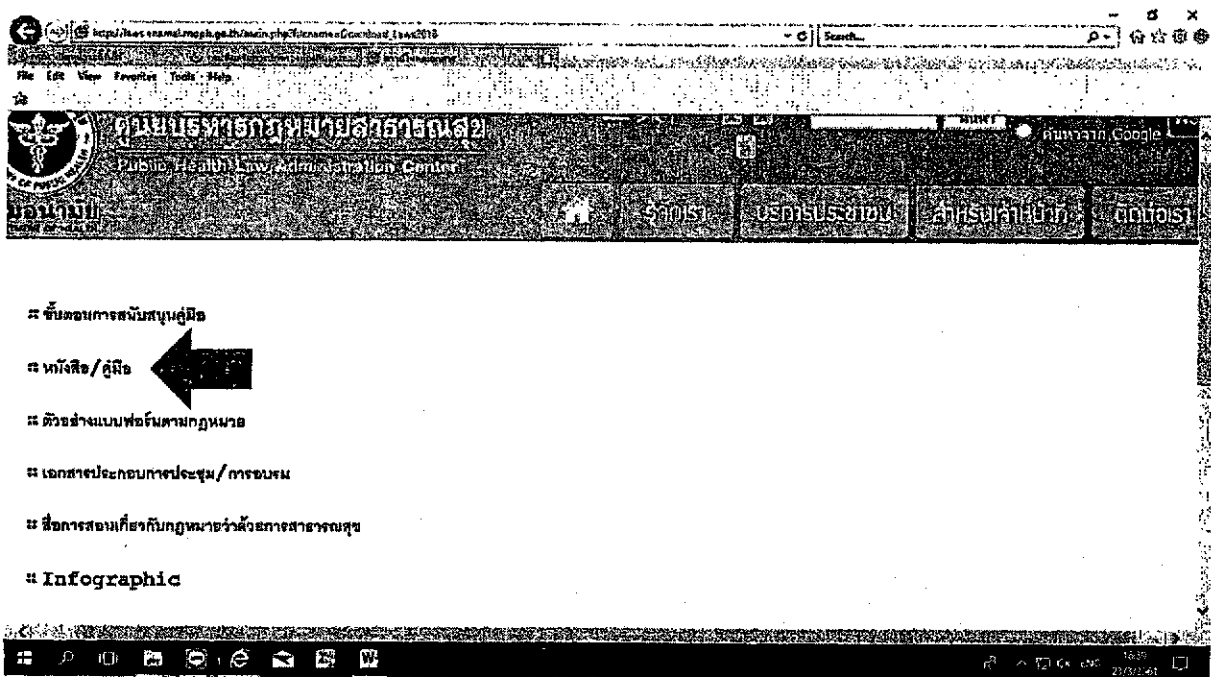 Search...
File Edit View Favorites Tools Help
ศูนย์บริหารกฎหมายสาธารณสุข
Public Health Law Administration Center
ค้นหาจาก Google
บริการประชาชน
สำหรับเจ้าหน้าที่
ติดต่อเรา
:: ขั้นตอนการสนับสนุนคู่มือ
:: หนังสือ/คู่มือ
:: ตัวอย่างแบบฟอร์มตามกฎหมาย
:: เอกสารประกอบการประชุม/การอบรม
:: สื่อการสอนเกี่ยวกับกฎหมายว่าด้วยการสาธารณสุข
:: Infographic